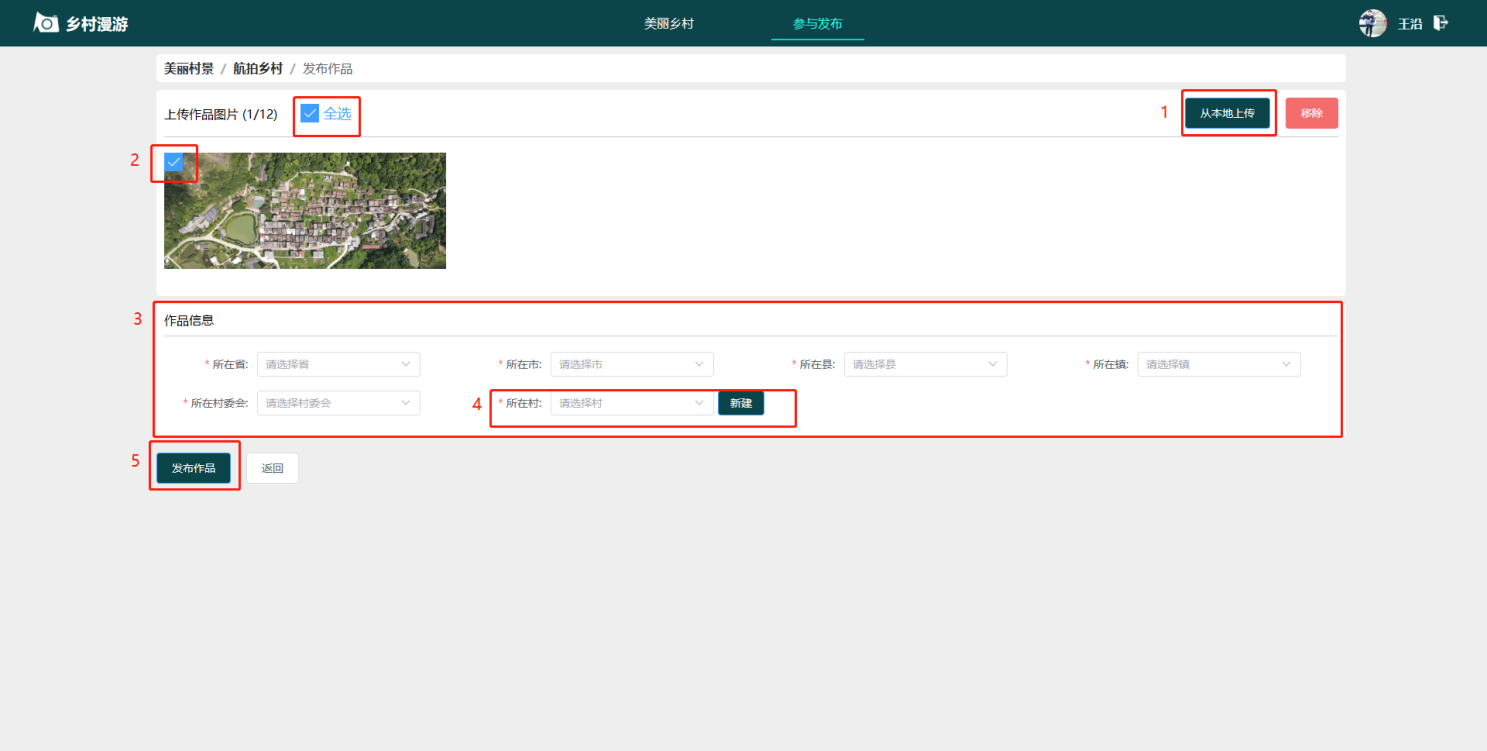 乡村漫游 美丽乡村 参与发布 王沿
美丽村景 / 航拍乡村 / 发布作品
上传作品图片 (1/12) 全选 1 从本地上传 移除
2
3 作品信息
* 所在省: 请选择省 * 所在市: 请选择市 * 所在县: 请选择县 * 所在镇: 请选择镇
* 所在村委会: 请选择村委会 4 * 所在村: 请选择村 新建
5 发布作品 返回